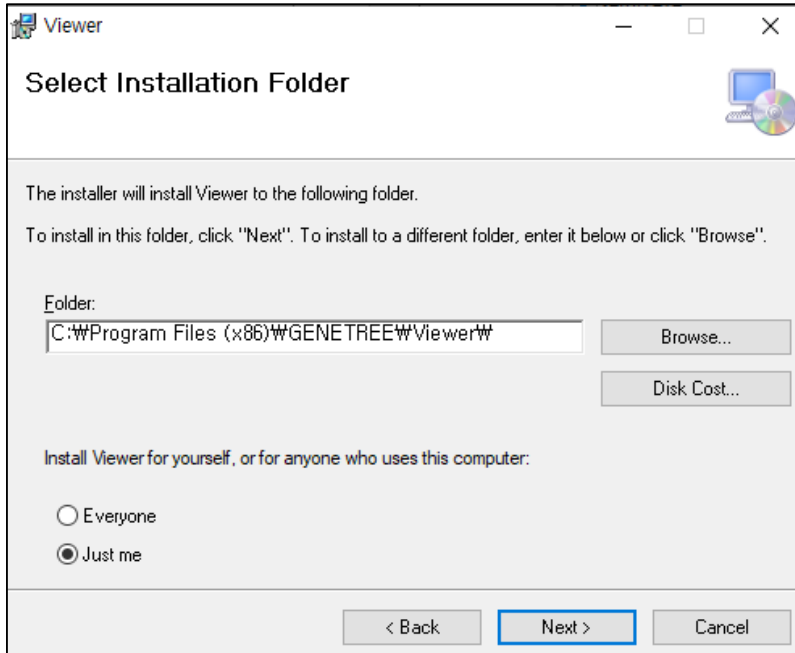 Viewer
Select Installation Folder
The installer will install Viewer to the following folder.
To install in this folder, click "Next". To install to a different folder, enter it below or click "Browse".
Folder:
C:₩Program Files (x86)₩GENETREE₩Viewer₩
Browse...
Disk Cost...
Install Viewer for yourself, or for anyone who uses this computer:
Everyone
Just me
< Back
Next >
Cancel